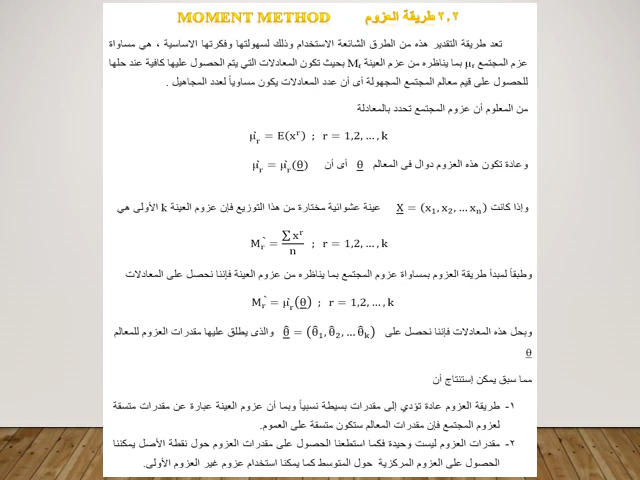 ٢,٢ طريقة العزوم MOMENT METHOD
تعد طريقة التقدير هذه من الطرق الشائعة الاستخدام وذلك لسهولتها وفكرتها الاساسية ، هي مساواة
عزم المجتمع μᵣ بما يناظره من عزم العينة Mᵣ بحيث تكون المعادلات التي يتم الحصول عليها كافية عند حلها
للحصول على قيم معالم المجتمع المجهولة أى أن عدد المعادلات يكون مساوياً لعدد المجاهيل .
من المعلوم أن عزوم المجتمع تحدد بالمعادلة
μ̀ᵣ = E(xʳ) ; r = 1,2, … , k
وعادة تكون هذه العزوم دوال فى المعالم θ أى أن μ̀ᵣ = μ̀ᵣ(θ)
وإذا كانت X = (x₁, x₂, … xₙ) عينة عشوائية مختارة من هذا التوزيع فإن عزوم العينة k الأولى هي
M̀ᵣ = ∑ xʳ / n ; r = 1,2, … , k
وطبقاً لمبدأ طريقة العزوم بمساواة عزوم المجتمع بما يناظره من عزوم العينة فإننا نحصل على المعادلات
M̀ᵣ = μ̀ᵣ(θ) ; r = 1,2, … , k
وبحل هذه المعادلات فإننا نحصل على θ̂ = (θ̂₁, θ̂₂, … θ̂ₖ) والذى يطلق عليها مقدرات العزوم للمعالم
θ
مما سبق يمكن إستنتاج أن
١- طريقة العزوم عادة تؤدي إلى مقدرات بسيطة نسبياً وبما أن عزوم العينة عبارة عن مقدرات متسقة
لعزوم المجتمع فإن مقدرات المعالم ستكون متسقة على العموم.
٢- مقدرات العزوم ليست وحيدة فكما استطعنا الحصول على مقدرات العزوم حول نقطة الأصل يمكننا
الحصول على العزوم المركزية حول المتوسط كما يمكننا استخدام عزوم غير العزوم الأولى.